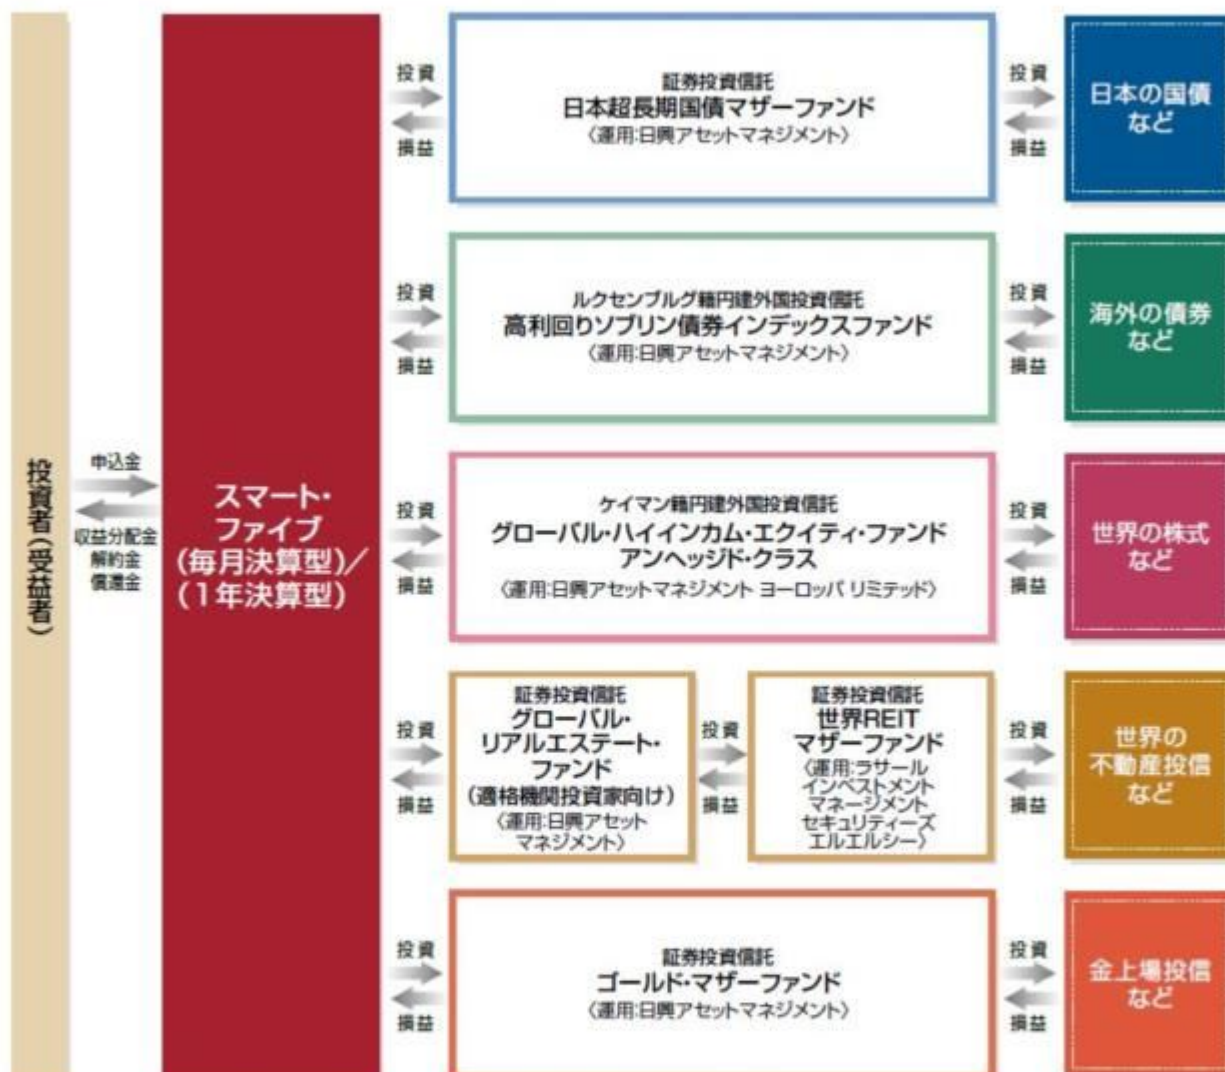 投資者(受益者)
申込金
収益分配金
解約金
償還金
スマート・
ファイブ
(毎月決算型)/
(1年決算型)
投資
損益
証券投資信託
日本超長期国債マザーファンド
〈運用:日興アセットマネジメント〉
投資
損益
日本の国債
など
投資
損益
ルクセンブルグ籍円建外国投資信託
高利回りソブリン債券インデックスファンド
〈運用:日興アセットマネジメント〉
投資
損益
海外の債券
など
投資
損益
ケイマン籍円建外国投資信託
グローバル・ハイインカム・エクイティ・ファンド
アンヘッジド・クラス
〈運用:日興アセットマネジメント ヨーロッパ リミテッド〉
投資
損益
世界の株式
など
投資
損益
証券投資信託
グローバル・
リアルエステート・
ファンド
(適格機関投資家向け)
〈運用:日興アセット
マネジメント〉
投資
損益
証券投資信託
世界REIT
マザーファンド
〈運用:ラサール
インベストメント
マネージメント
セキュリティーズ
エルエルシー〉
投資
損益
世界の
不動産投信
など
投資
損益
証券投資信託
ゴールド・マザーファンド
〈運用:日興アセットマネジメント〉
投資
損益
金上場投信
など